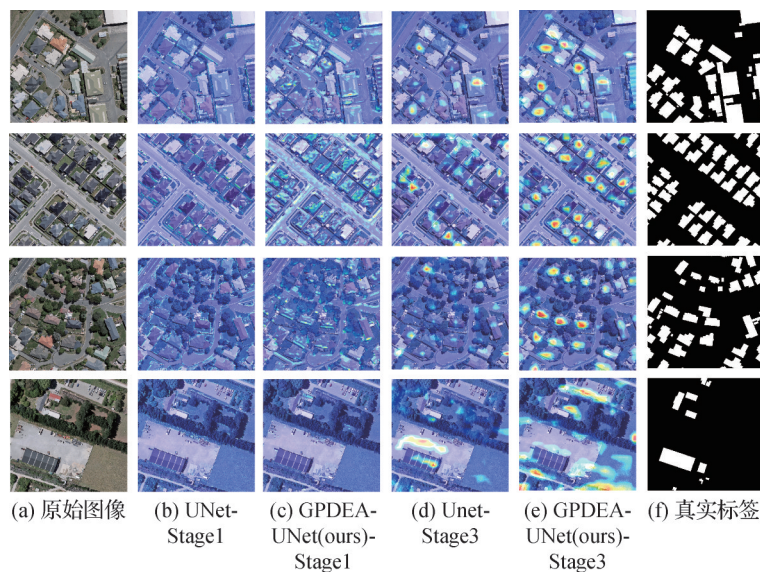 (a) 原始图像
(b) UNet-
Stage1
(c) GPDEA-
UNet(ours)-
Stage1
(d) Unet-
Stage3
(e) GPDEA-
UNet(ours)-
Stage3
(f) 真实标签